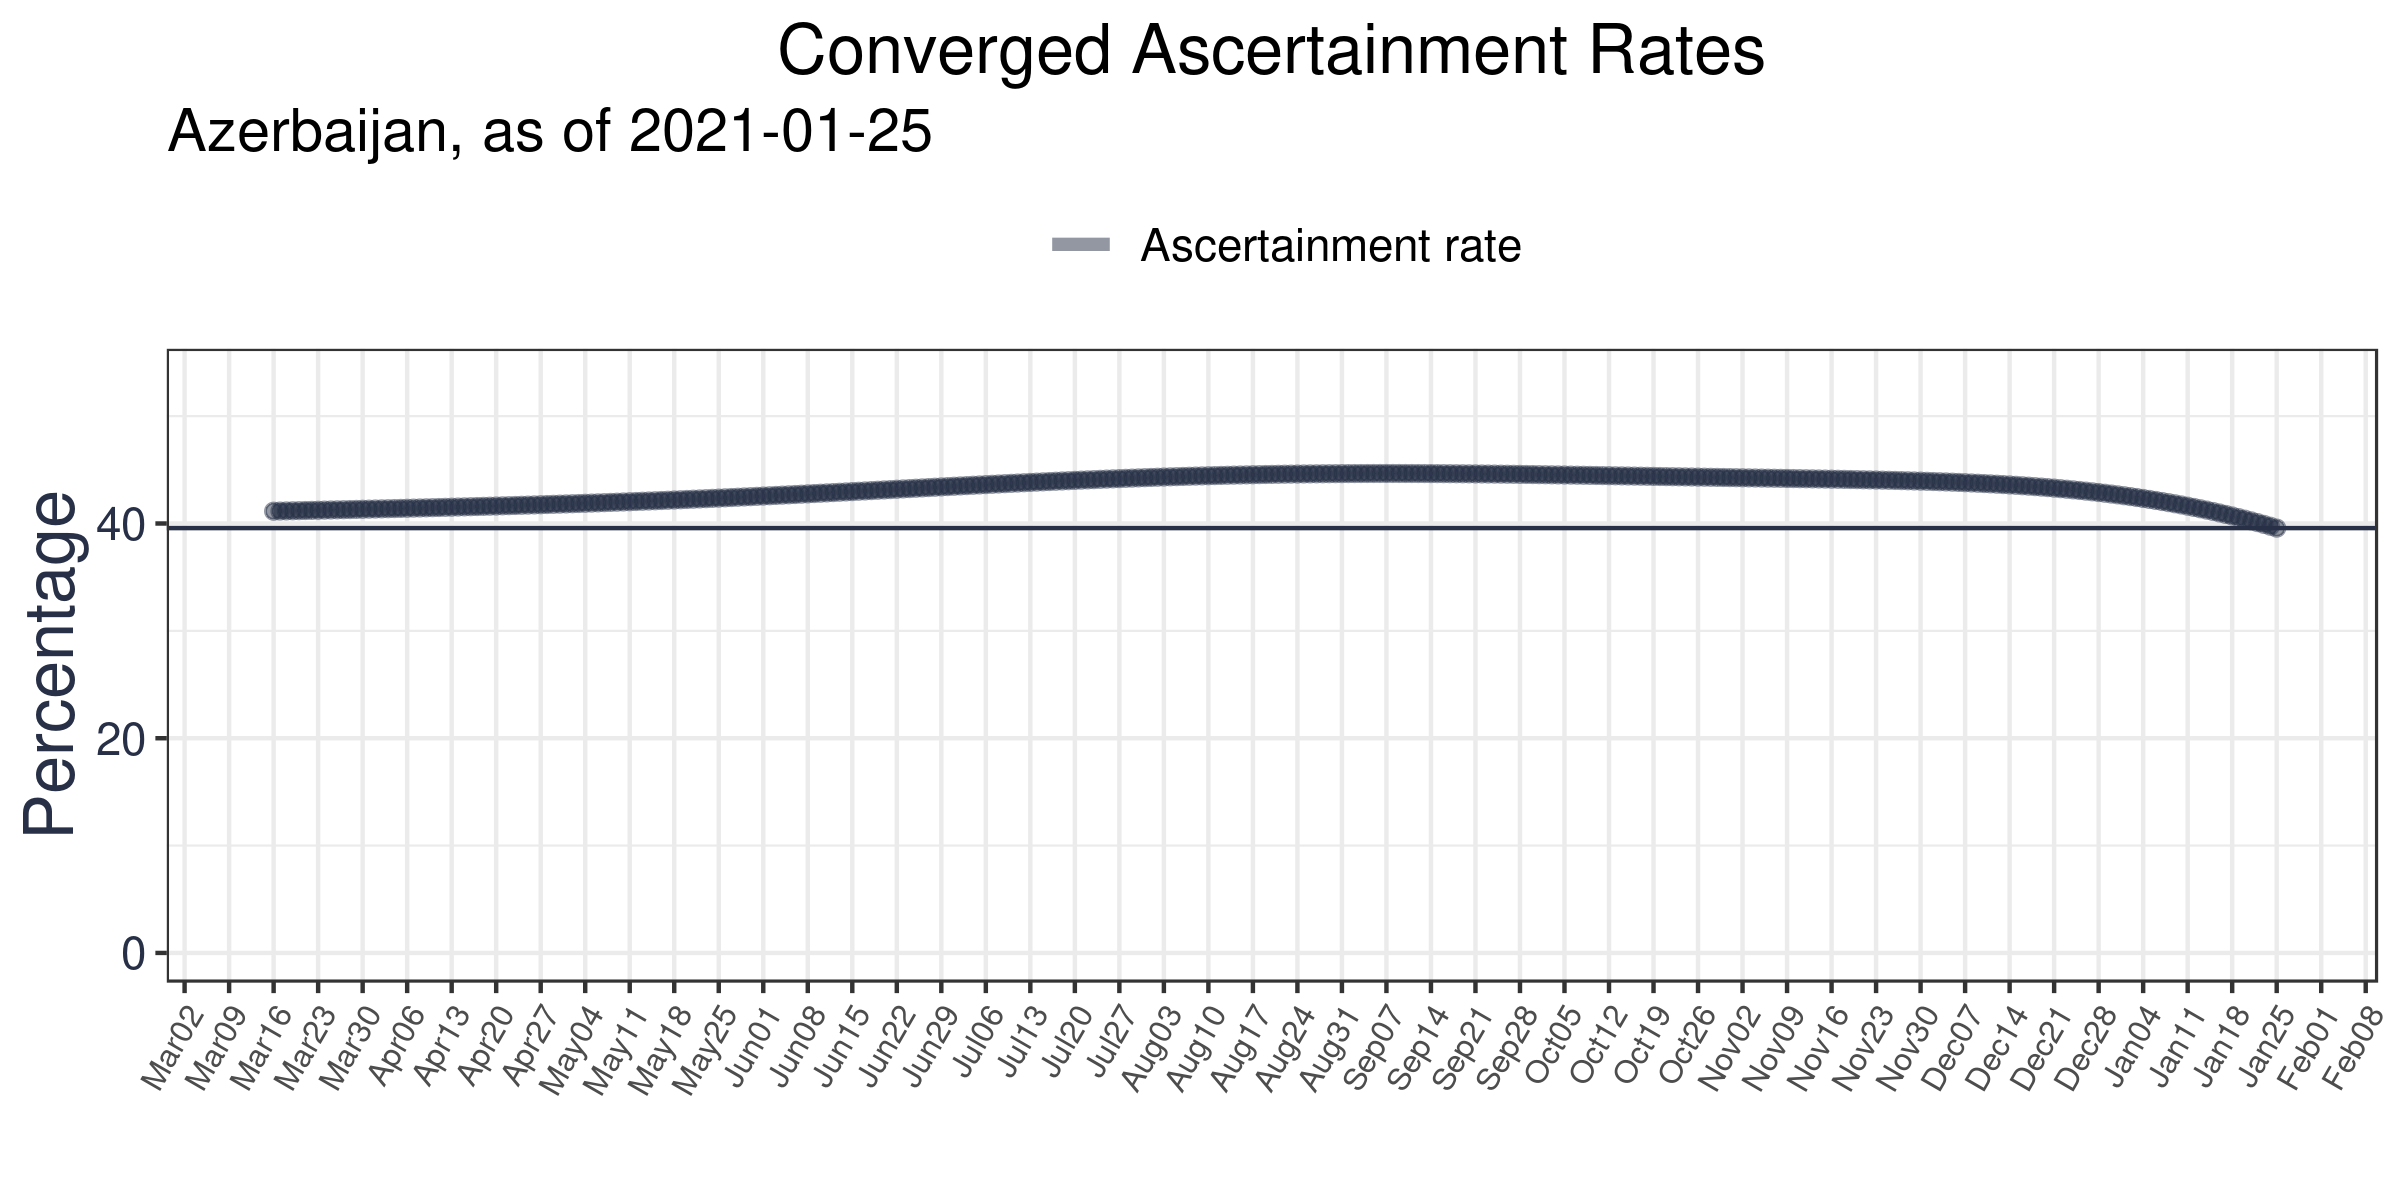 Converged Ascertainment Rates
Azerbaijan, as of 2021-01-25
Ascertainment rate
Percentage
40
20
0
Mar02
Mar09
Mar16
Mar23
Mar30
Apr06
Apr13
Apr20
Apr27
May04
May11
May18
May25
Jun01
Jun08
Jun15
Jun22
Jun29
Jul06
Jul13
Jul20
Jul27
Aug03
Aug10
Aug17
Aug24
Aug31
Sep07
Sep14
Sep21
Sep28
Oct05
Oct12
Oct19
Oct26
Nov02
Nov09
Nov16
Nov23
Nov30
Dec07
Dec14
Dec21
Dec28
Jan04
Jan11
Jan18
Jan25
Feb01
Feb08